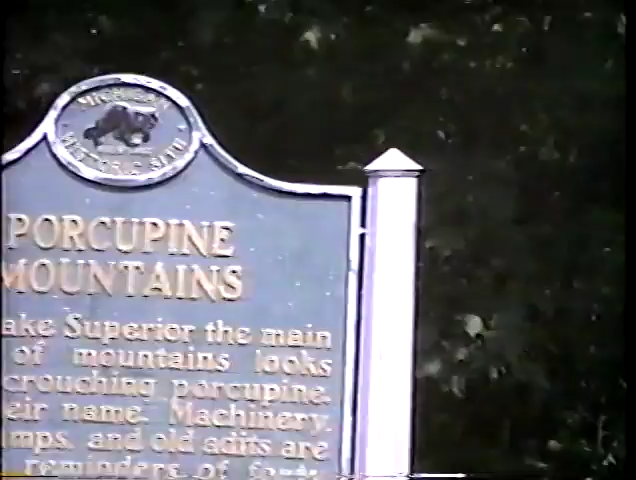 MICHIGAN
HISTORIC SITE
PORCUPINE
MOUNTAINS
ake Superior the main
of mountains looks
crouching porcupine.
eir name. Machinery,
mps, and old adits are
reminders of